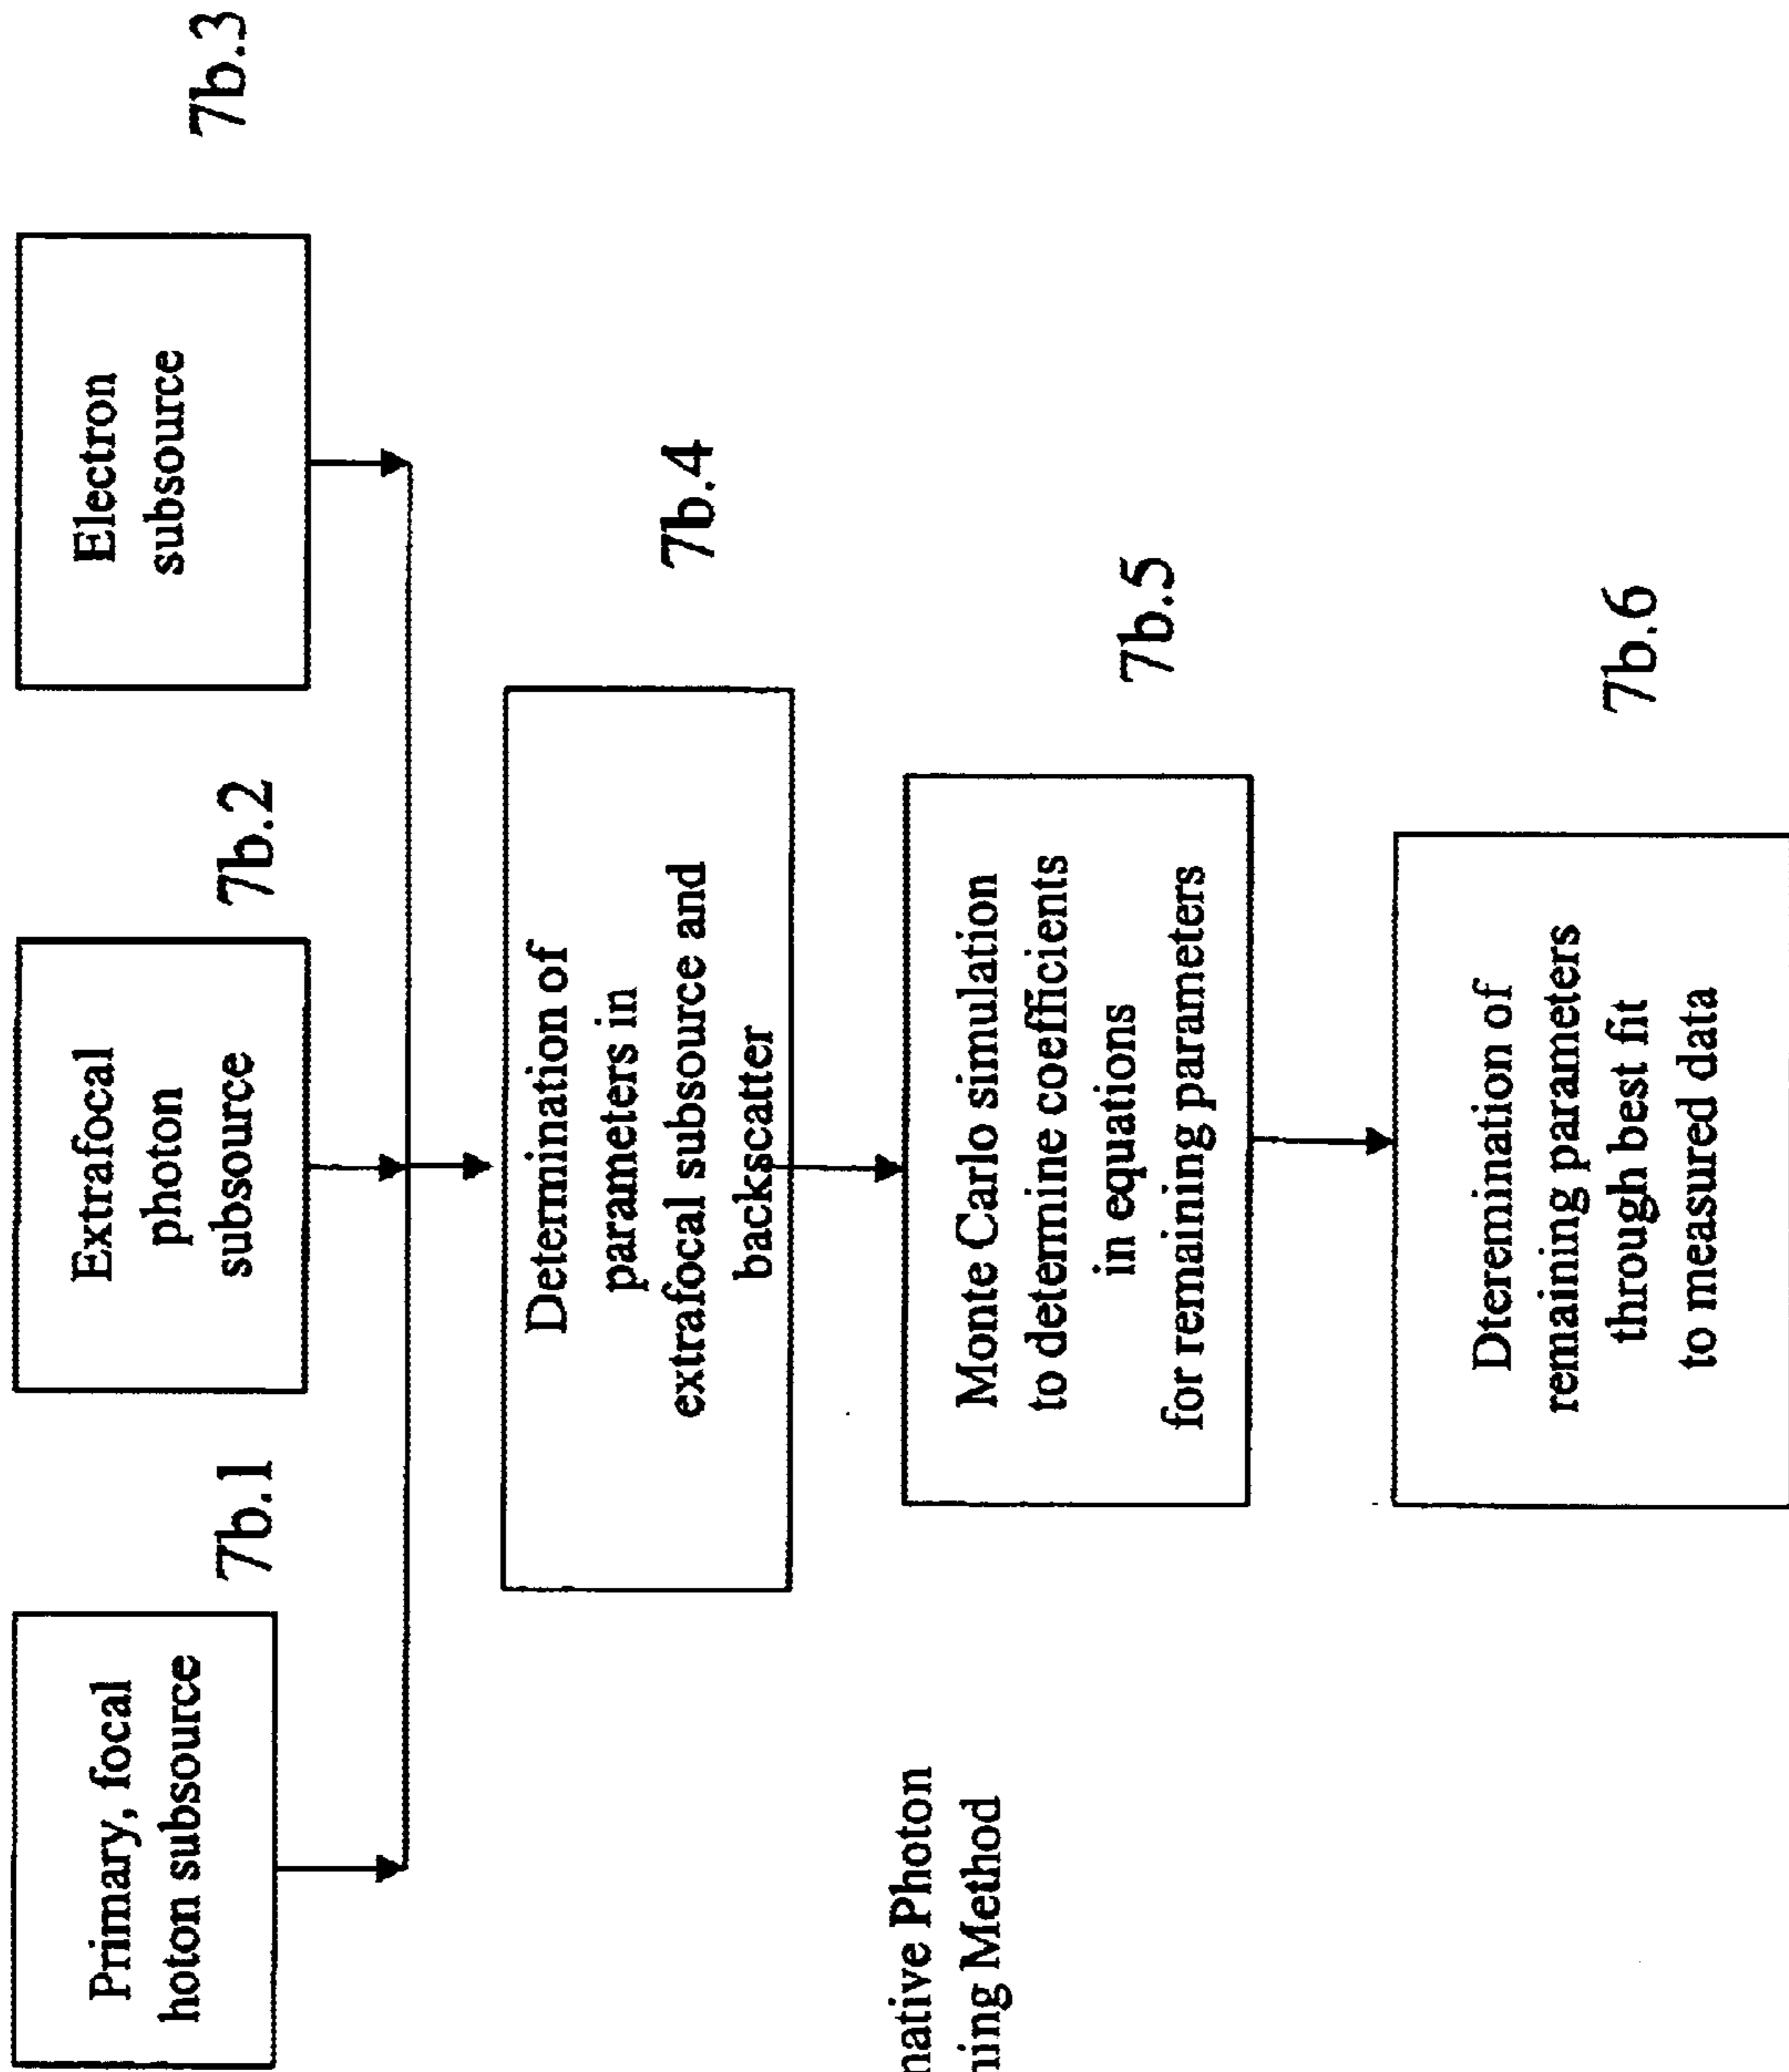 Primary, focal
hoton subsource
7b.1
Extrafocal
photon
subsource
7b.2
Electron
subsource
7b.3
Determination of
parameters in
extrafocal subsource and
backscatter
7b.4
Monte Carlo simulation
to determine coefficients
in equations
for remaining parameters
7b.5
Dteremination of
remaining parameters
through best fit
to measured data
7b.6
native Photon
ning Method